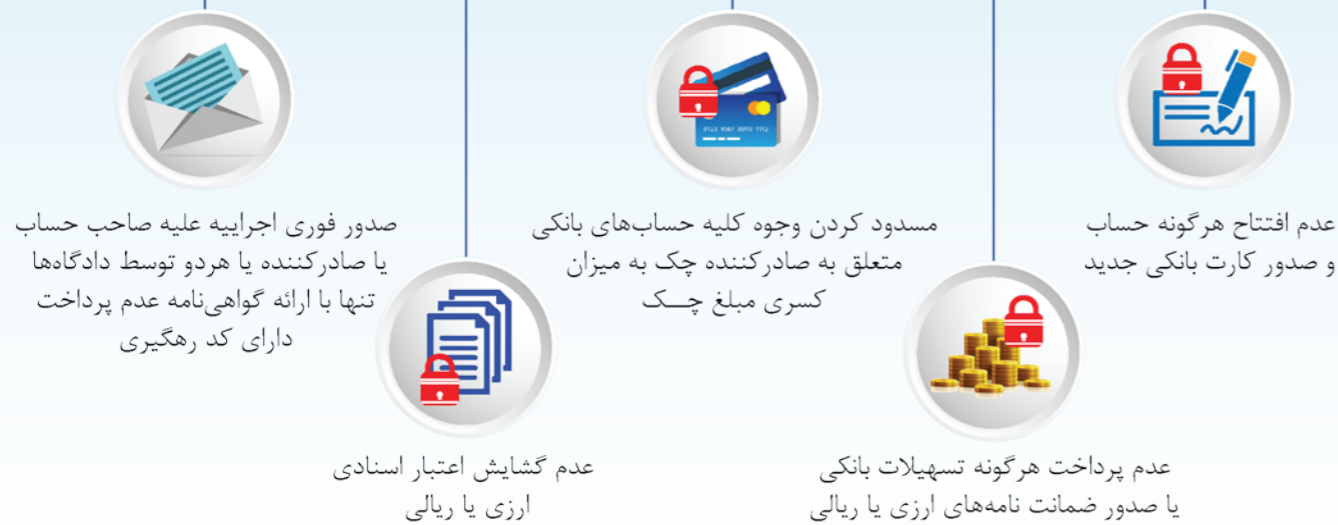 عدم افتتاح هرگونه حساب
و صدور کارت بانکی جدید
عدم پرداخت هرگونه تسهیلات بانکی
یا صدور ضمانت نامه‌های ارزی یا ریالی
مسدود کردن وجوه کلیه حساب‌های بانکی
متعلق به صادرکننده چک به میزان
کسری مبلغ چـــک
عدم گشایش اعتبار اسنادی
ارزی یا ریالی
صدور فوری اجراییه علیه صاحب حساب
یا صادرکننده یا هردو توسط دادگاه‌ها
تنها با ارائه گواهی‌نامه عدم پرداخت
دارای کد رهگیری